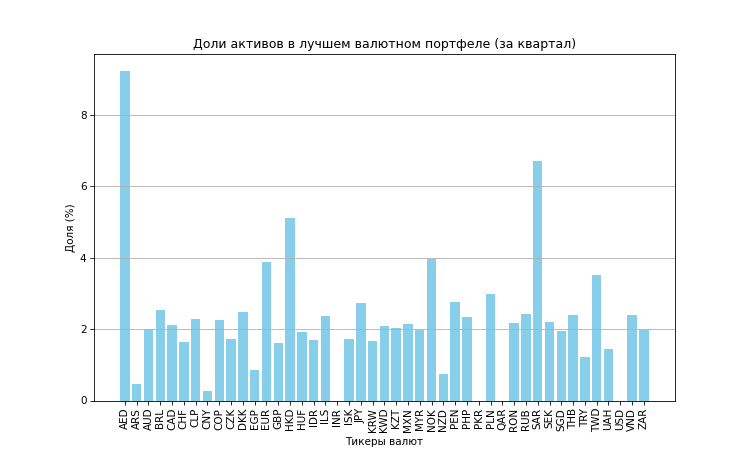 Доли активов в лучшем валютном портфеле (за квартал)
Доля (%)
8
6
4
2
0
AED ARS AUD BRL CAD CHF CLP CNY COP CZK DKK EGP EUR GBP HKD HUF IDR ILS INR ISK JPY KRW KWD KZT MXN MYR NOK NZD PEN PHP PKR PLN QAR RON RUB SAR SEK SGD THB TRY TWD UAH USD VND ZAR
Тикеры валют